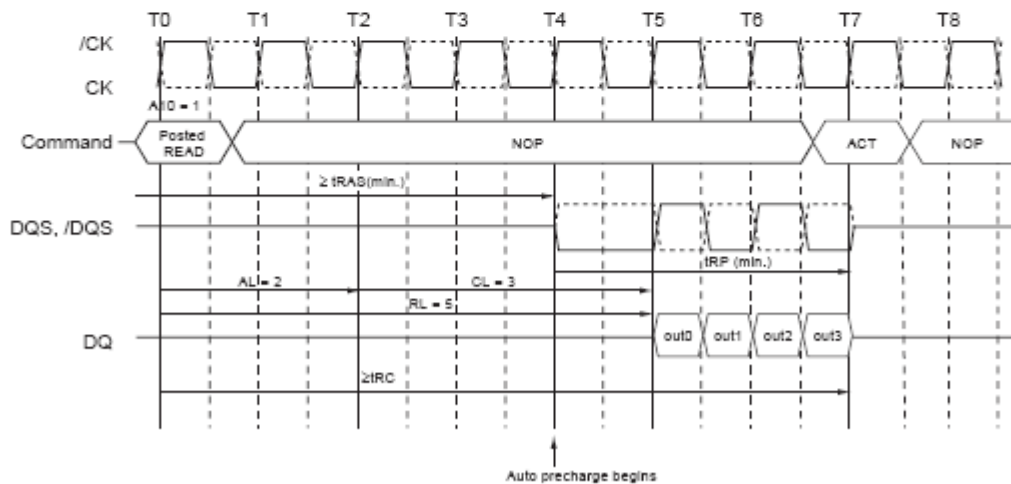 T0 T1 T2 T3 T4 T5 T6 T7 T8
/CK
CK
A10 = 1
Command Posted READ NOP ACT NOP
≥ tRAS(min.)
DQS, /DQS
tRP (min.)
AL = 2 CL = 3
RL = 5
DQ out0 out1 out2 out3
≥tRC
Auto precharge begins